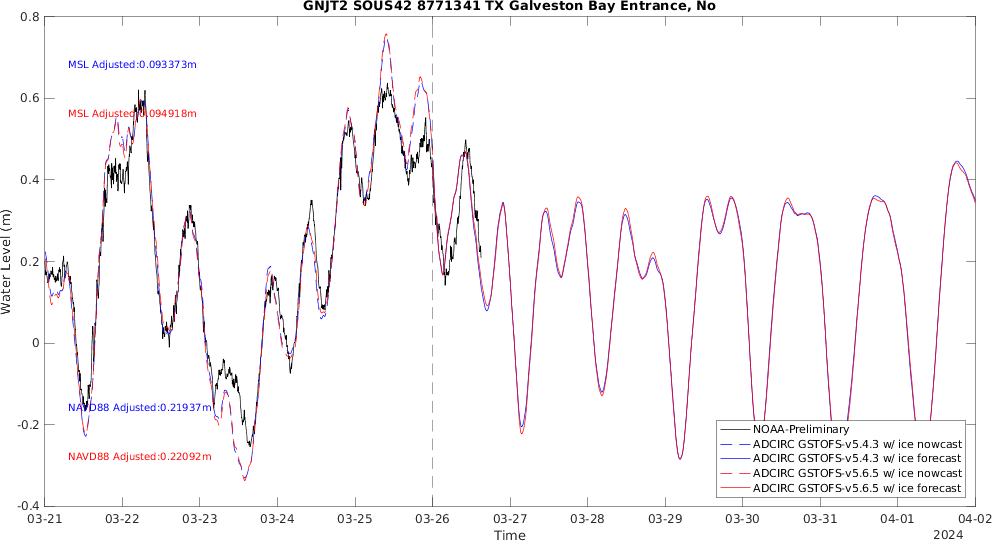 GNJT2 SOUS42 8771341 TX Galveston Bay Entrance, No
0.8
0.6
0.4
0.2
0
-0.2
-0.4
Water Level (m)
MSL Adjusted:0.093373m
MSL Adjusted:0.094918m
NAVD88 Adjusted:0.21937m
NAVD88 Adjusted:0.22092m
NOAA-Preliminary
ADCIRC GSTOFS-v5.4.3 w/ ice nowcast
ADCIRC GSTOFS-v5.4.3 w/ ice forecast
ADCIRC GSTOFS-v5.6.5 w/ ice nowcast
ADCIRC GSTOFS-v5.6.5 w/ ice forecast
03-21 03-22 03-23 03-24 03-25 03-26 03-27 03-28 03-29 03-30 03-31 04-01 04-02
Time
2024